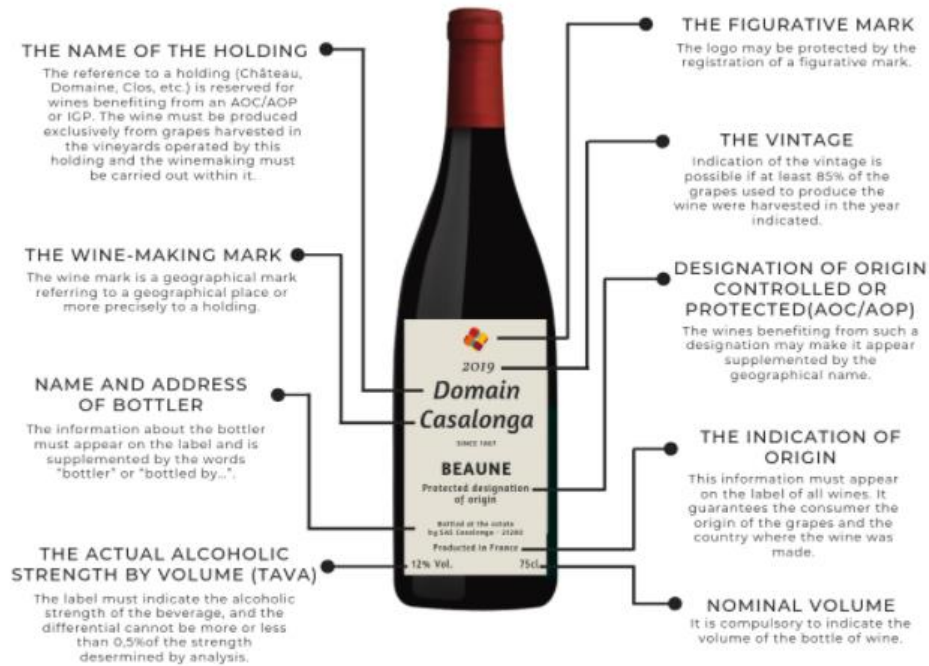 THE NAME OF THE HOLDING
The reference to a holding (Château,
Domaine, Clos, etc.) is reserved for
wines benefiting from an AOC/AOP
or IGP. The wine must be produced
exclusively from grapes harvested in
the vineyards operated by this
holding and the winemaking must
be carried out within it.
THE WINE-MAKING MARK
The wine mark is a geographical mark
referring to a geographical place or
more precisely to a holding.
NAME AND ADDRESS
OF BOTTLER
The information about the bottler
must appear on the label and is
supplemented by the words
"bottler" or "bottled by...".
THE ACTUAL ALCOHOLIC
STRENGTH BY VOLUME (TAVA)
The label must indicate the alcoholic
strength of the beverage, and the
differential cannot be more or less
than 0,5%of the strength
desermined by analysis.
2019
Domain
Casalonga
SINCE 1867
BEAUNE
Protected designation
of origin
Bottled at the estate
by SAS Casalonga - 21200
Producted in France
12% Vol.
75cl.
THE FIGURATIVE MARK
The logo may be protected by the
registration of a figurative mark.
THE VINTAGE
Indication of the vintage is
possible if at least 85% of the
grapes used to produce the
wine were harvested in the year
indicated.
DESIGNATION OF ORIGIN
CONTROLLED OR
PROTECTED(AOC/AOP)
The wines benefiting from such a
designation may make it appear
supplemented by the
geographical name.
THE INDICATION OF
ORIGIN
This information must appear
on the label of all wines. It
guarantees the consumer the
origin of the grapes and the
country where the wine was
made.
NOMINAL VOLUME
It is compulsory to indicate the
volume of the bottle of wine.